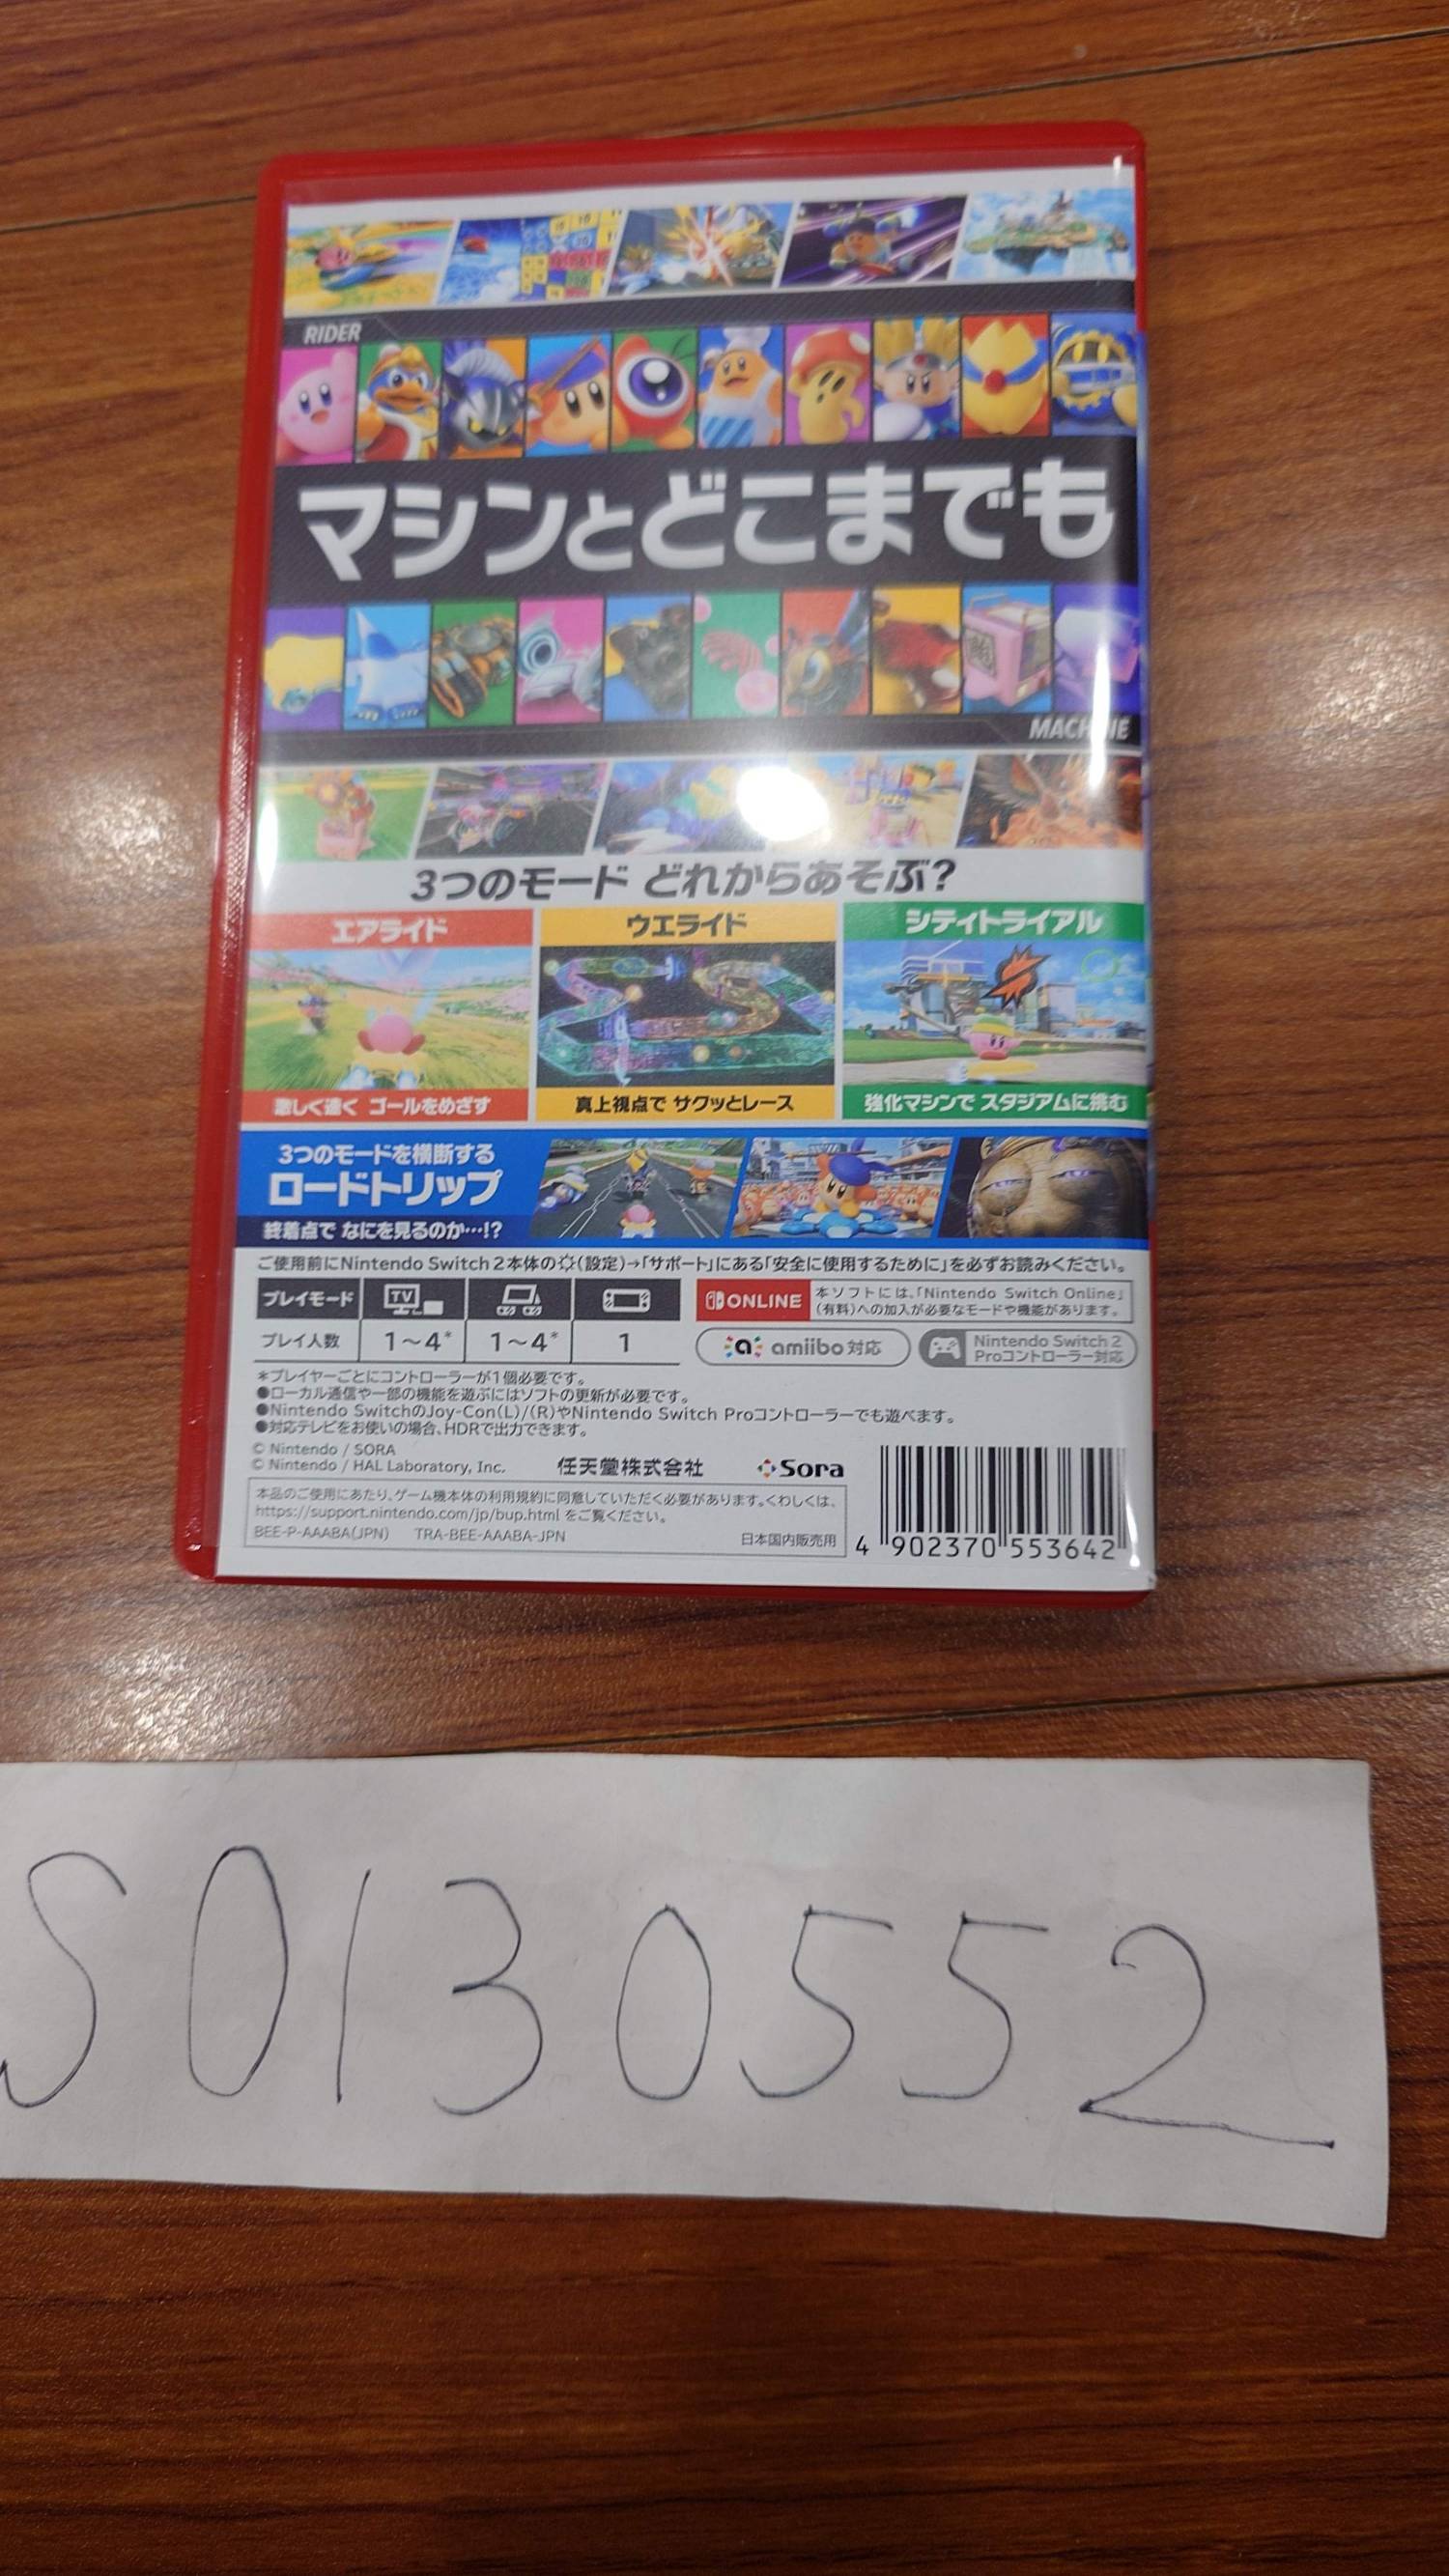 RIDER
マシンとどこまでも
MACHINE
3つのモード どれからあそぶ?
エアライド
ウエライド
シティトライアル
激しく速く ゴールをめざす
真上視点で サクッとレース
強化マシンで スタジアムに挑む
3つのモードを横断する
ロードトリップ
終着点で なにを見るのか…!?
ご使用前にNintendo Switch 2本体の(設定)→「サポート」にある「安全に使用するために」を必ずお読みください。
プレイモード TV
プレイ人数 1~4* 1~4* 1
ONLINE
本ソフトには、「Nintendo Switch Online」
(有料)への加入が必要なモードや機能があります。
amiibo対応
Nintendo Switch 2
Proコントローラー対応
*プレイヤーごとにコントローラーが1個必要です。
●ローカル通信や一部の機能を遊ぶにはソフトの更新が必要です。
●Nintendo SwitchのJoy-Con(L)/(R)やNintendo Switch Proコントローラーでも遊べます。
●対応テレビをお使いの場合、HDRで出力できます。
© Nintendo / SORA
© Nintendo / HAL Laboratory, Inc.
任天堂株式会社
Sora
本品のご使用にあたり、ゲーム機本体の利用規約に同意していただく必要があります。くわしくは、
https://support.nintendo.com/jp/bup.html をご覧ください。
BEE-P-AAABA(JPN) TRA-BEE-AAABA-JPN 日本国内販売用
4 902370 553642
S0130552